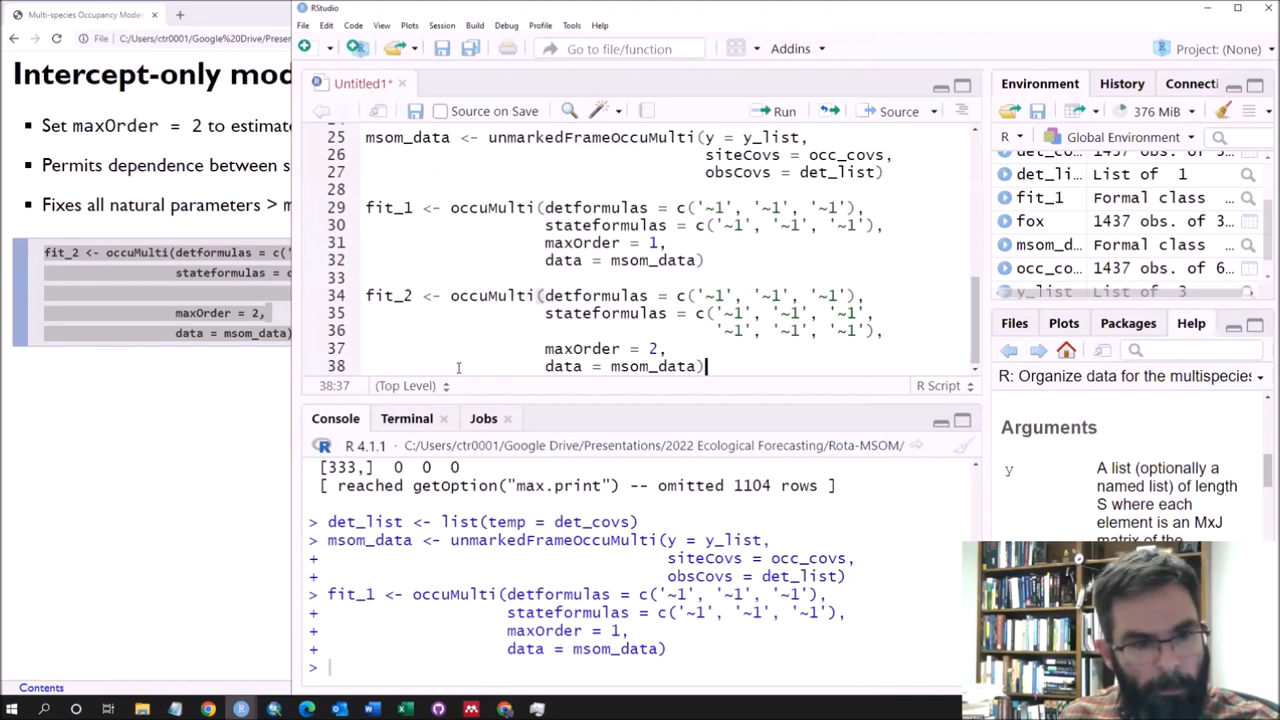 Multi-species Occupancy Mode
RStudio
File Edit Code View Plots Session Build Debug Profile Tools Help
File C:/Users/ctr0001/Google%20Drive/Presen
Go to file/function
Addins
Project: (None)
Intercept-only mod
Set maxOrder = 2 to estimate
Permits dependence between s
Fixes all natural parameters > m
fit_2 <- occuMulti(detformulas = c('
stateformulas = c
maxOrder = 2,
data = msom_data)
Contents
Untitled1*
Source on Save
Run
Source
25 msom_data <- unmarkedFrameOccuMulti(y = y_list,
26 siteCovs = occ_covs,
27 obsCovs = det_list)
28
29 fit_1 <- occuMulti(detformulas = c('~1', '~1', '~1'),
30 stateformulas = c('~1', '~1', '~1'),
31 maxOrder = 1,
32 data = msom_data)
33
34 fit_2 <- occuMulti(detformulas = c('~1', '~1', '~1'),
35 stateformulas = c('~1', '~1', '~1',
36 '~1', '~1', '~1'),
37 maxOrder = 2,
38 data = msom_data)
38:37 (Top Level) R Script
Console Terminal Jobs
R 4.1.1 · C:/Users/ctr0001/Google Drive/Presentations/2022 Ecological Forecasting/Rota-MSOM/
[333,] 0 0 0
[ reached getOption("max.print") -- omitted 1104 rows ]
> det_list <- list(temp = det_covs)
> msom_data <- unmarkedFrameOccuMulti(y = y_list,
+ siteCovs = occ_covs,
+ obsCovs = det_list)
> fit_1 <- occuMulti(detformulas = c('~1', '~1', '~1'),
+ stateformulas = c('~1', '~1', '~1'),
+ maxOrder = 1,
+ data = msom_data)
>
Environment History Connecti
376 MiB
R Global Environment
det_co… 1437 obs. of 3…
det_li… List of 1
fit_1 Formal class
fox 1437 obs. of 3
msom_d… Formal class
occ_co… 1437 obs. of 6…
y_list List of 3
Files Plots Packages Help
R: Organize data for the multispecies
Arguments
y A list (optionally a
named list) of length
S where each
element is an MxJ
matrix of the